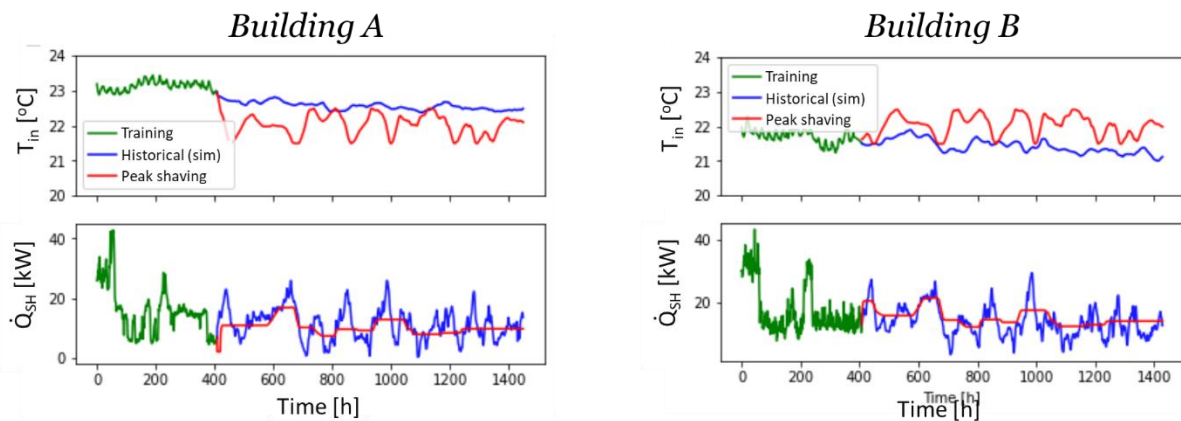 Building A
24
23
22
21
20
T_in [°C]
Training
Historical (sim)
Peak shaving
40
20
0
Q̇_SH [kW]
0 200 400 600 800 1000 1200 1400
Time [h]
Building B
24
23
22
21
20
T_in [°C]
Training
Historical (sim)
Peak shaving
40
20
Q̇_SH [kW]
0 200 400 600 800 1000 1200 1400
Time [h]
Time [h]